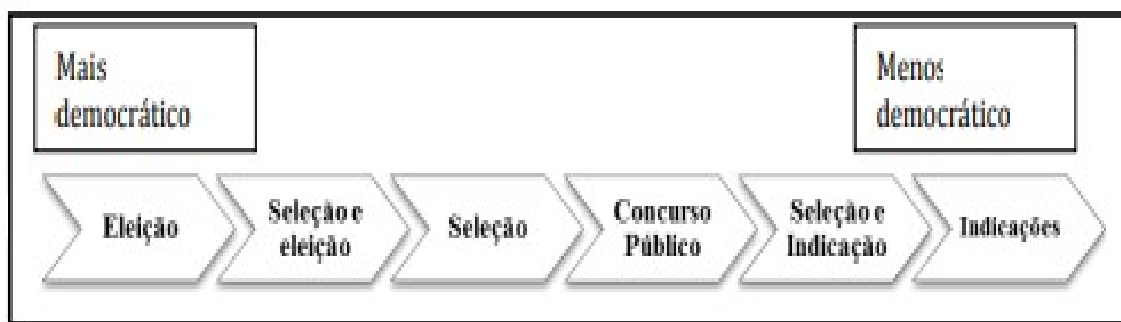 Mais
democrático
Menos
democrático
Eleição
Seleção e
eleição
Seleção
Concurso
Público
Seleção e
Indicação
Indicações